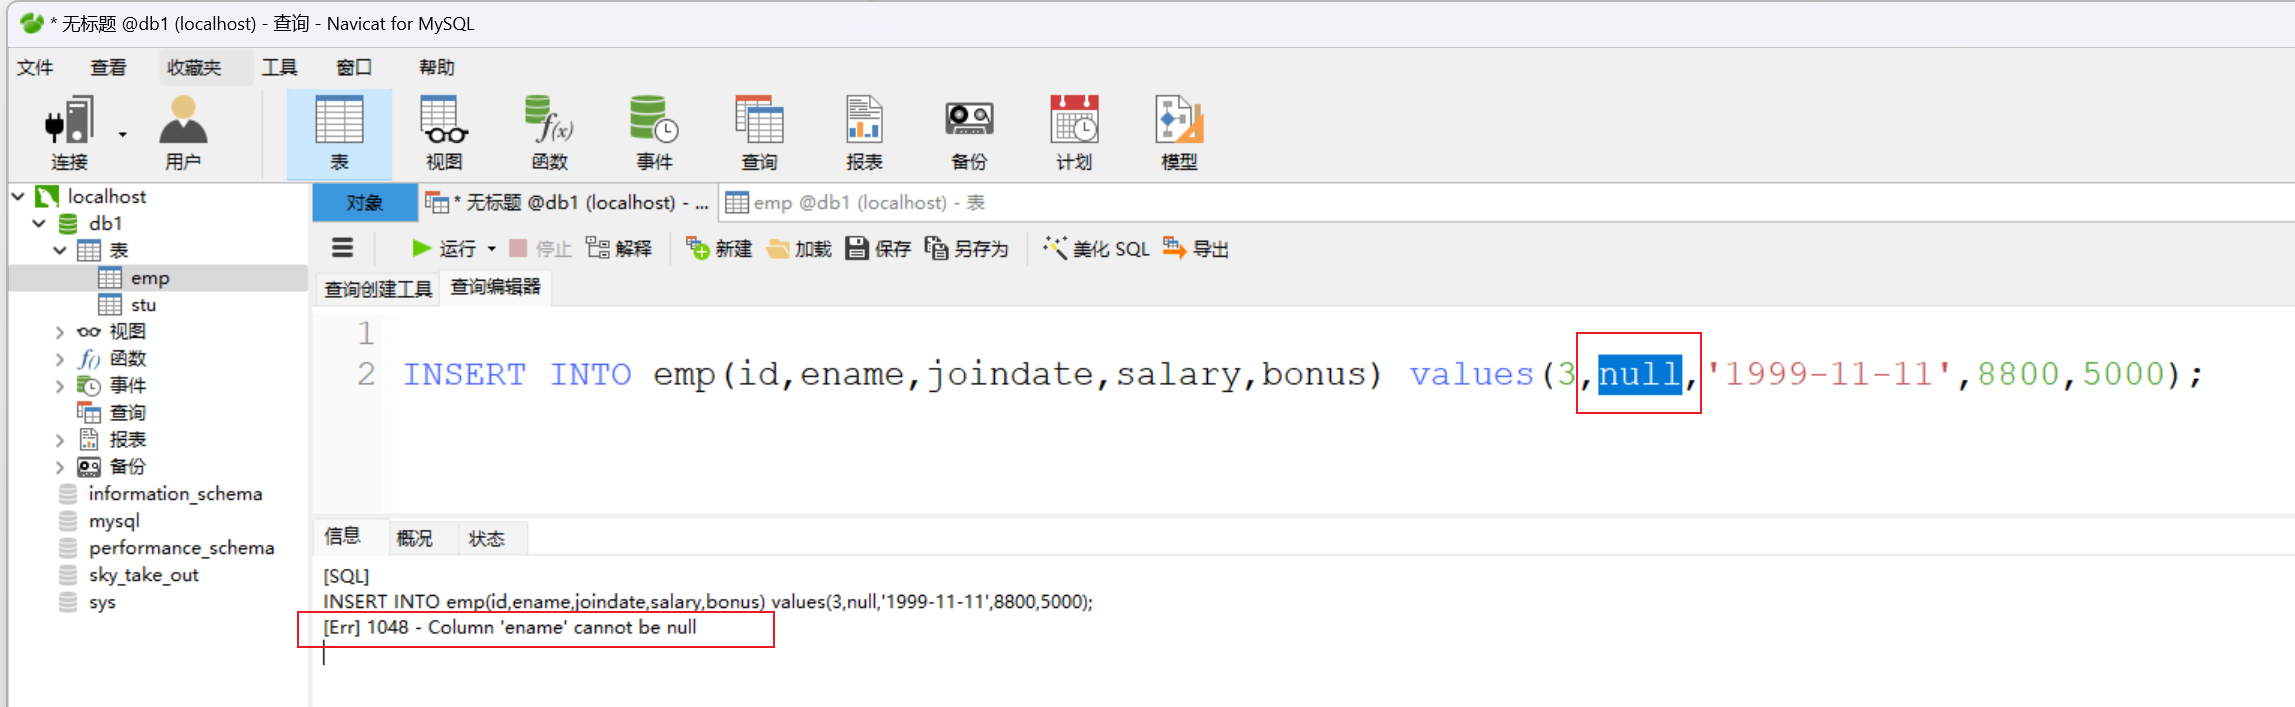 * 无标题 @db1 (localhost) - 查询 - Navicat for MySQL
文件 查看 收藏夹 工具 窗口 帮助
连接 用户 表 视图 函数 事件 查询 报表 备份 计划 模型
f(x)
localhost
db1
表
emp
stu
视图
f() 函数
事件
查询
报表
备份
information_schema
mysql
performance_schema
sky_take_out
sys
对象 * 无标题 @db1 (localhost) - ... emp @db1 (localhost) - 表
运行 停止 解释 新建 加载 保存 另存为 美化 SQL 导出
查询创建工具 查询编辑器
1
2 INSERT INTO emp(id,ename,joindate,salary,bonus) values(3,null,'1999-11-11',8800,5000);
信息 概况 状态
[SQL]
INSERT INTO emp(id,ename,joindate,salary,bonus) values(3,null,'1999-11-11',8800,5000);
[Err] 1048 - Column 'ename' cannot be null